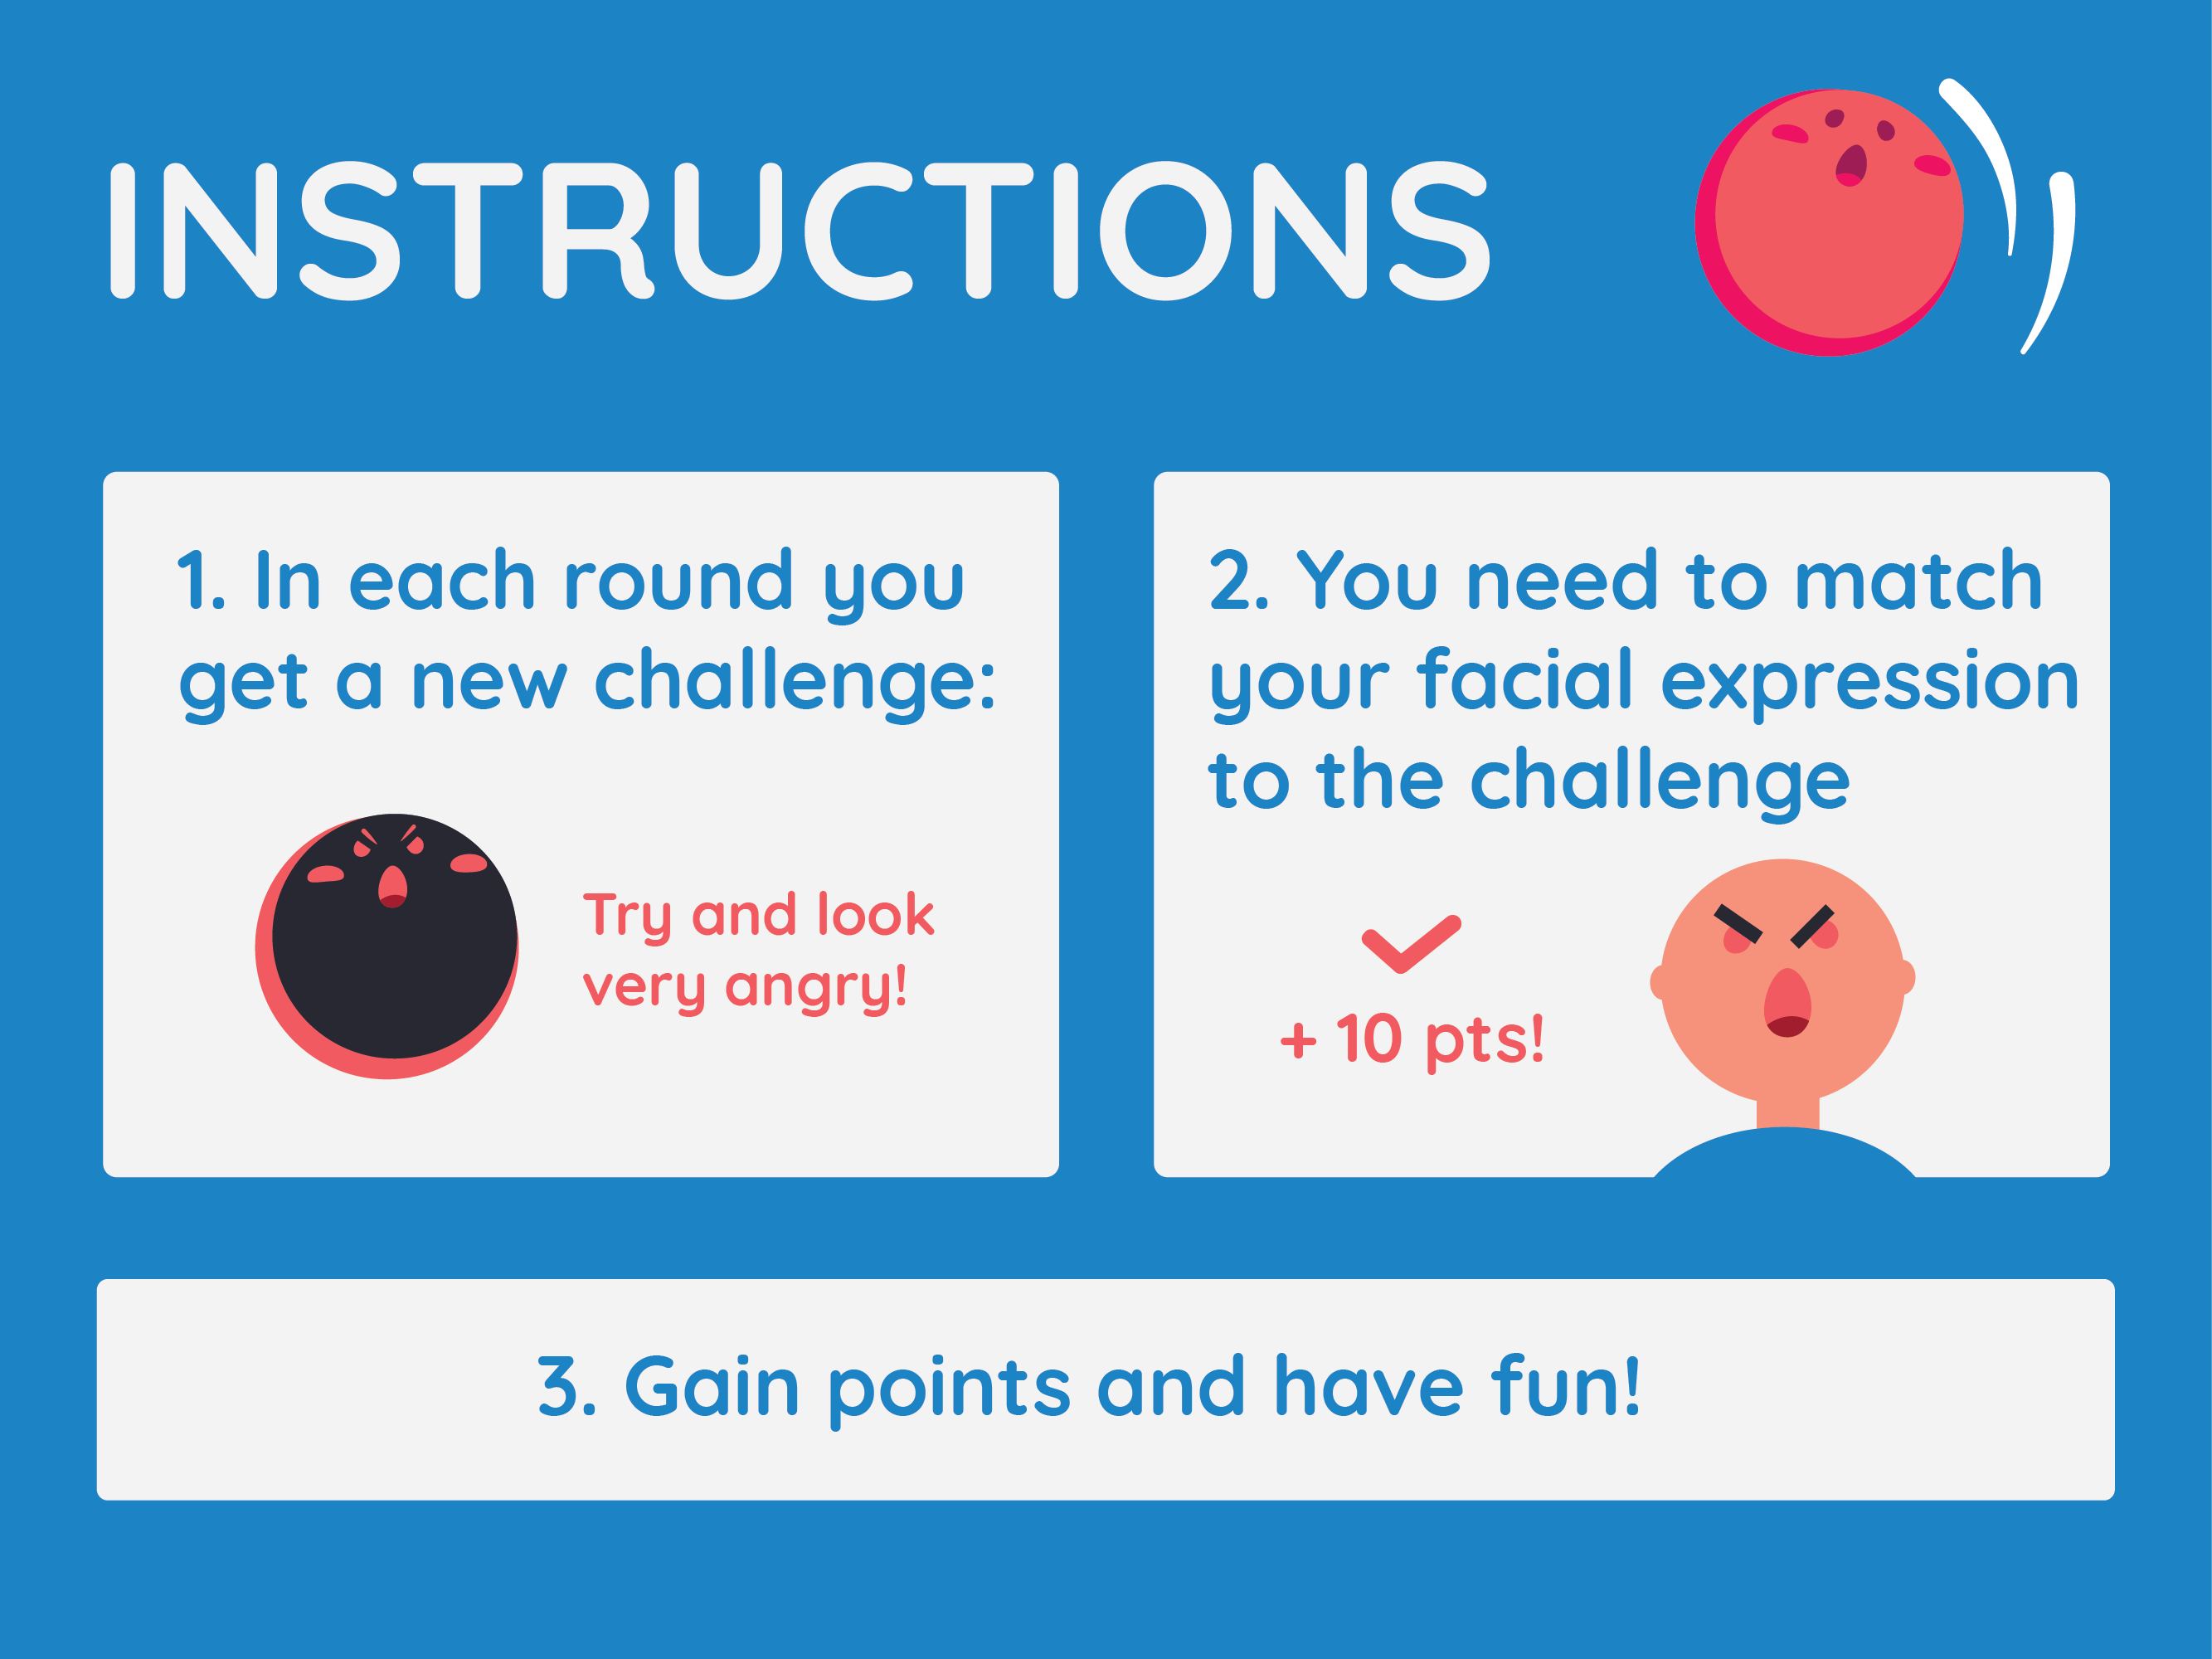 INSTRUCTIONS
1. In each round you
get a new challenge:
Try and look
very angry!
2. You need to match
your facial expression
to the challenge
+ 10 pts!
3. Gain points and have fun!